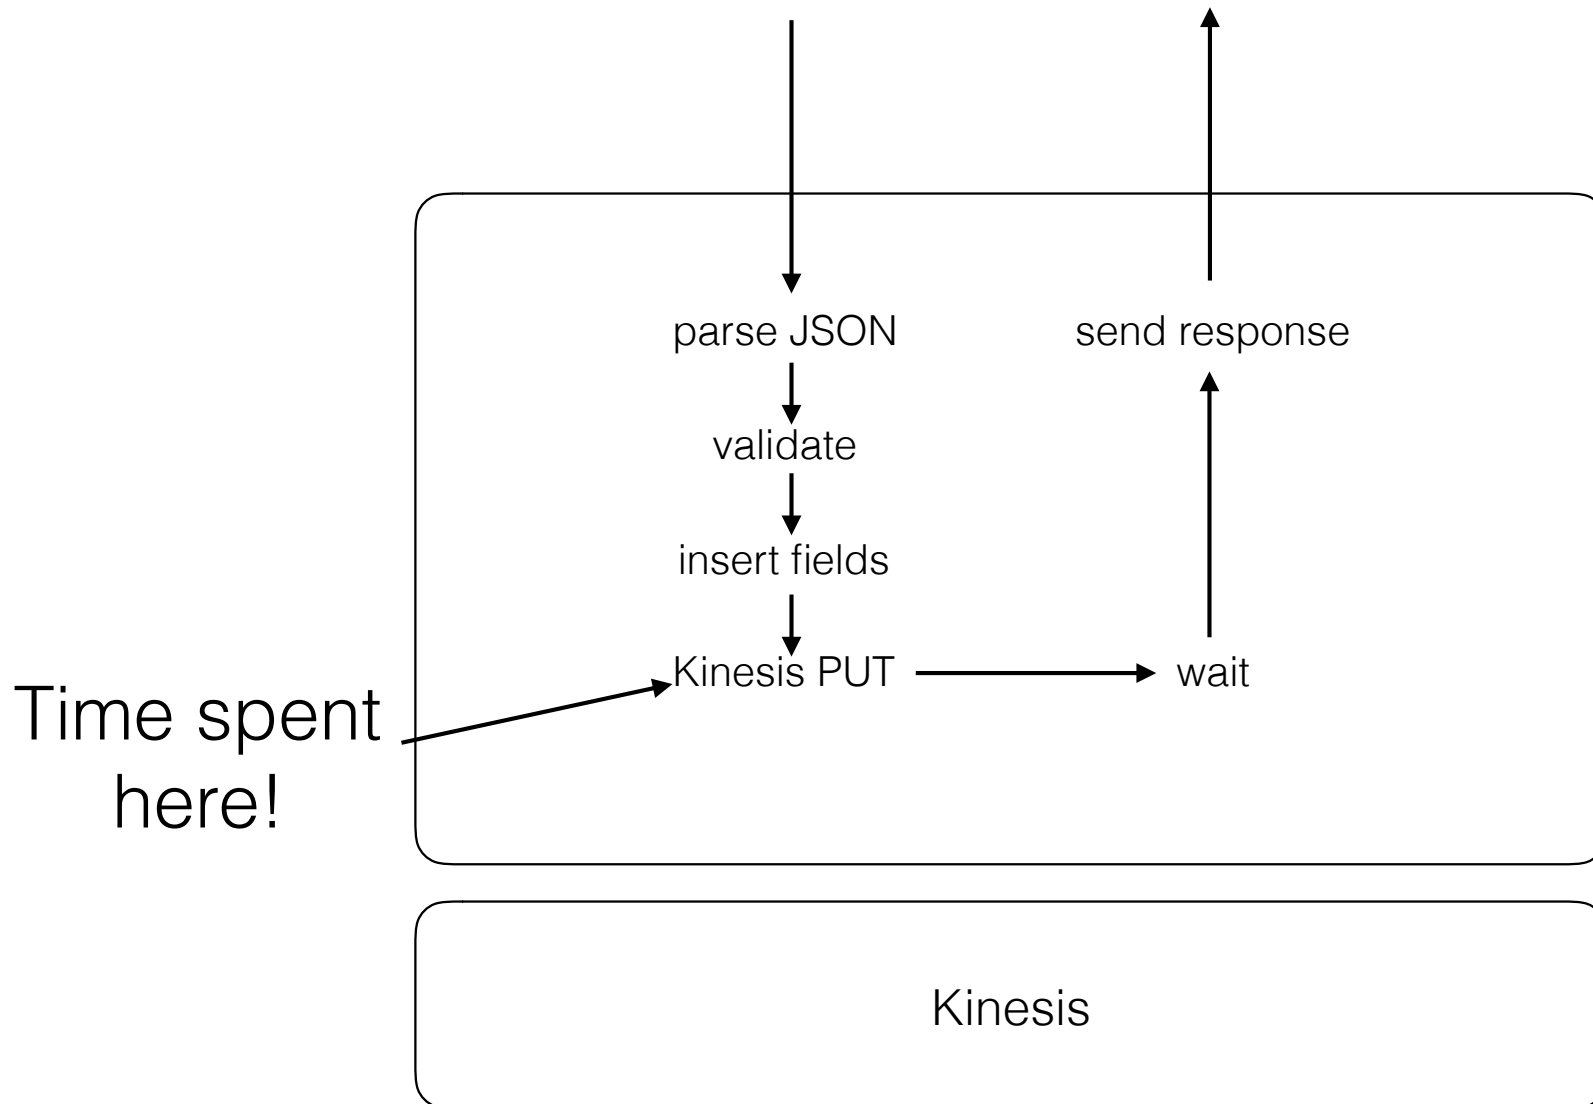 parse JSON
send response
validate
insert fields
Kinesis PUT
wait
Time spent
here!
Kinesis